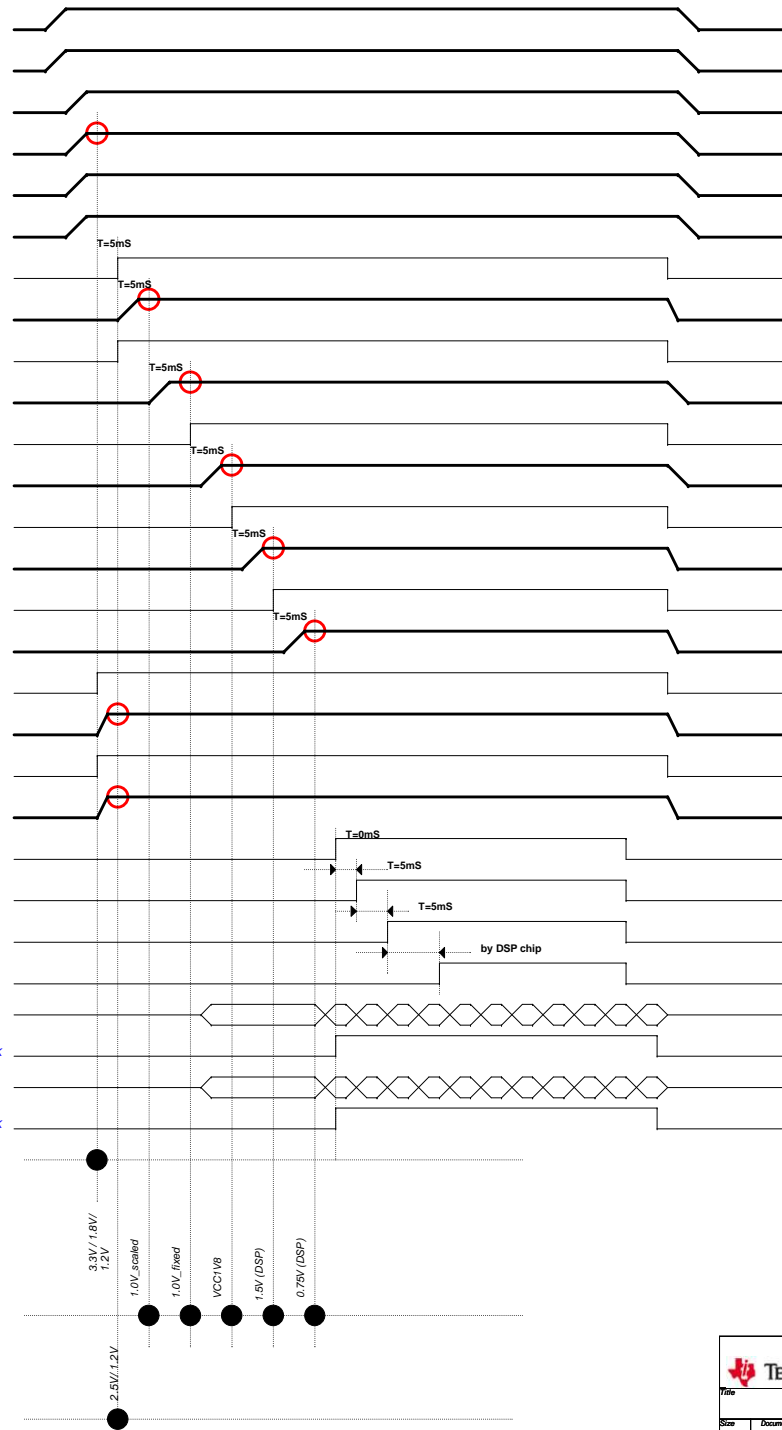 T=5mS
T=5mS
T=5mS
T=5mS
T=5mS
T=5mS
T=0mS
T=5mS
T=5mS
by DSP chip
3.3V / 1.8V/
1.2V
1.0V_scaled
1.0V_fixed
VCC1V8
1.5V (DSP)
0.75V (DSP)
2.5V/ 1.2V
Title
Size